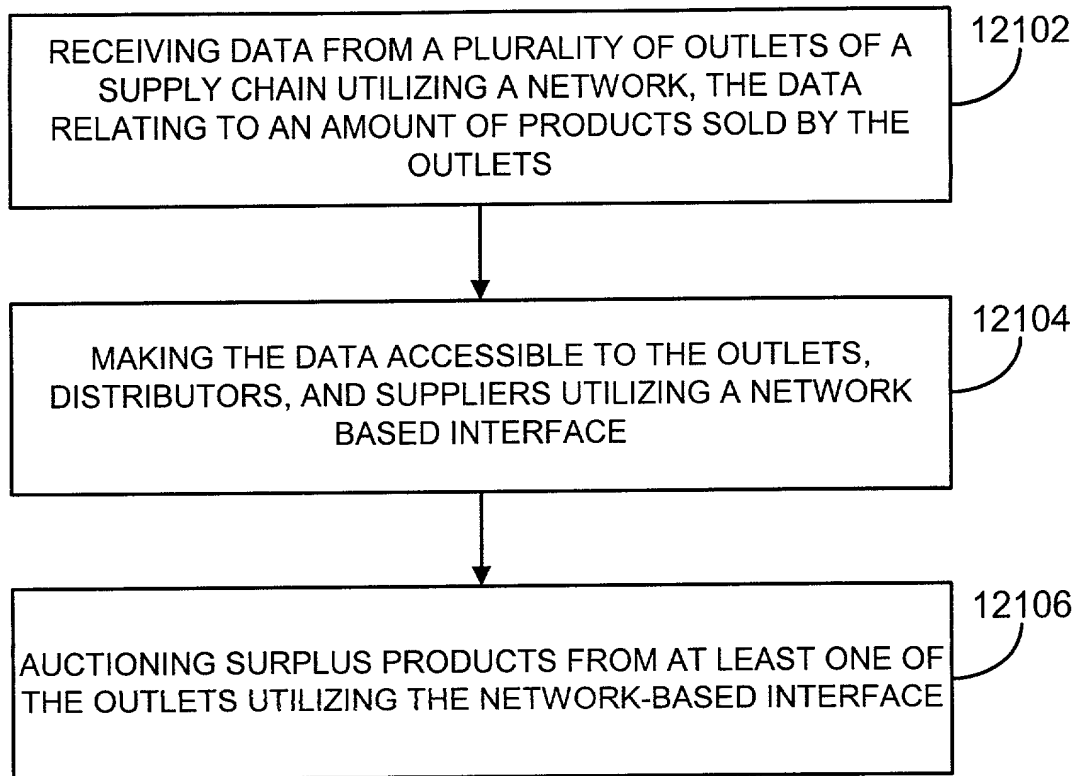 RECEIVING DATA FROM A PLURALITY OF OUTLETS OF A
SUPPLY CHAIN UTILIZING A NETWORK, THE DATA
RELATING TO AN AMOUNT OF PRODUCTS SOLD BY THE
OUTLETS
12102
MAKING THE DATA ACCESSIBLE TO THE OUTLETS,
DISTRIBUTORS, AND SUPPLIERS UTILIZING A NETWORK
BASED INTERFACE
12104
AUCTIONING SURPLUS PRODUCTS FROM AT LEAST ONE OF
THE OUTLETS UTILIZING THE NETWORK-BASED INTERFACE
12106